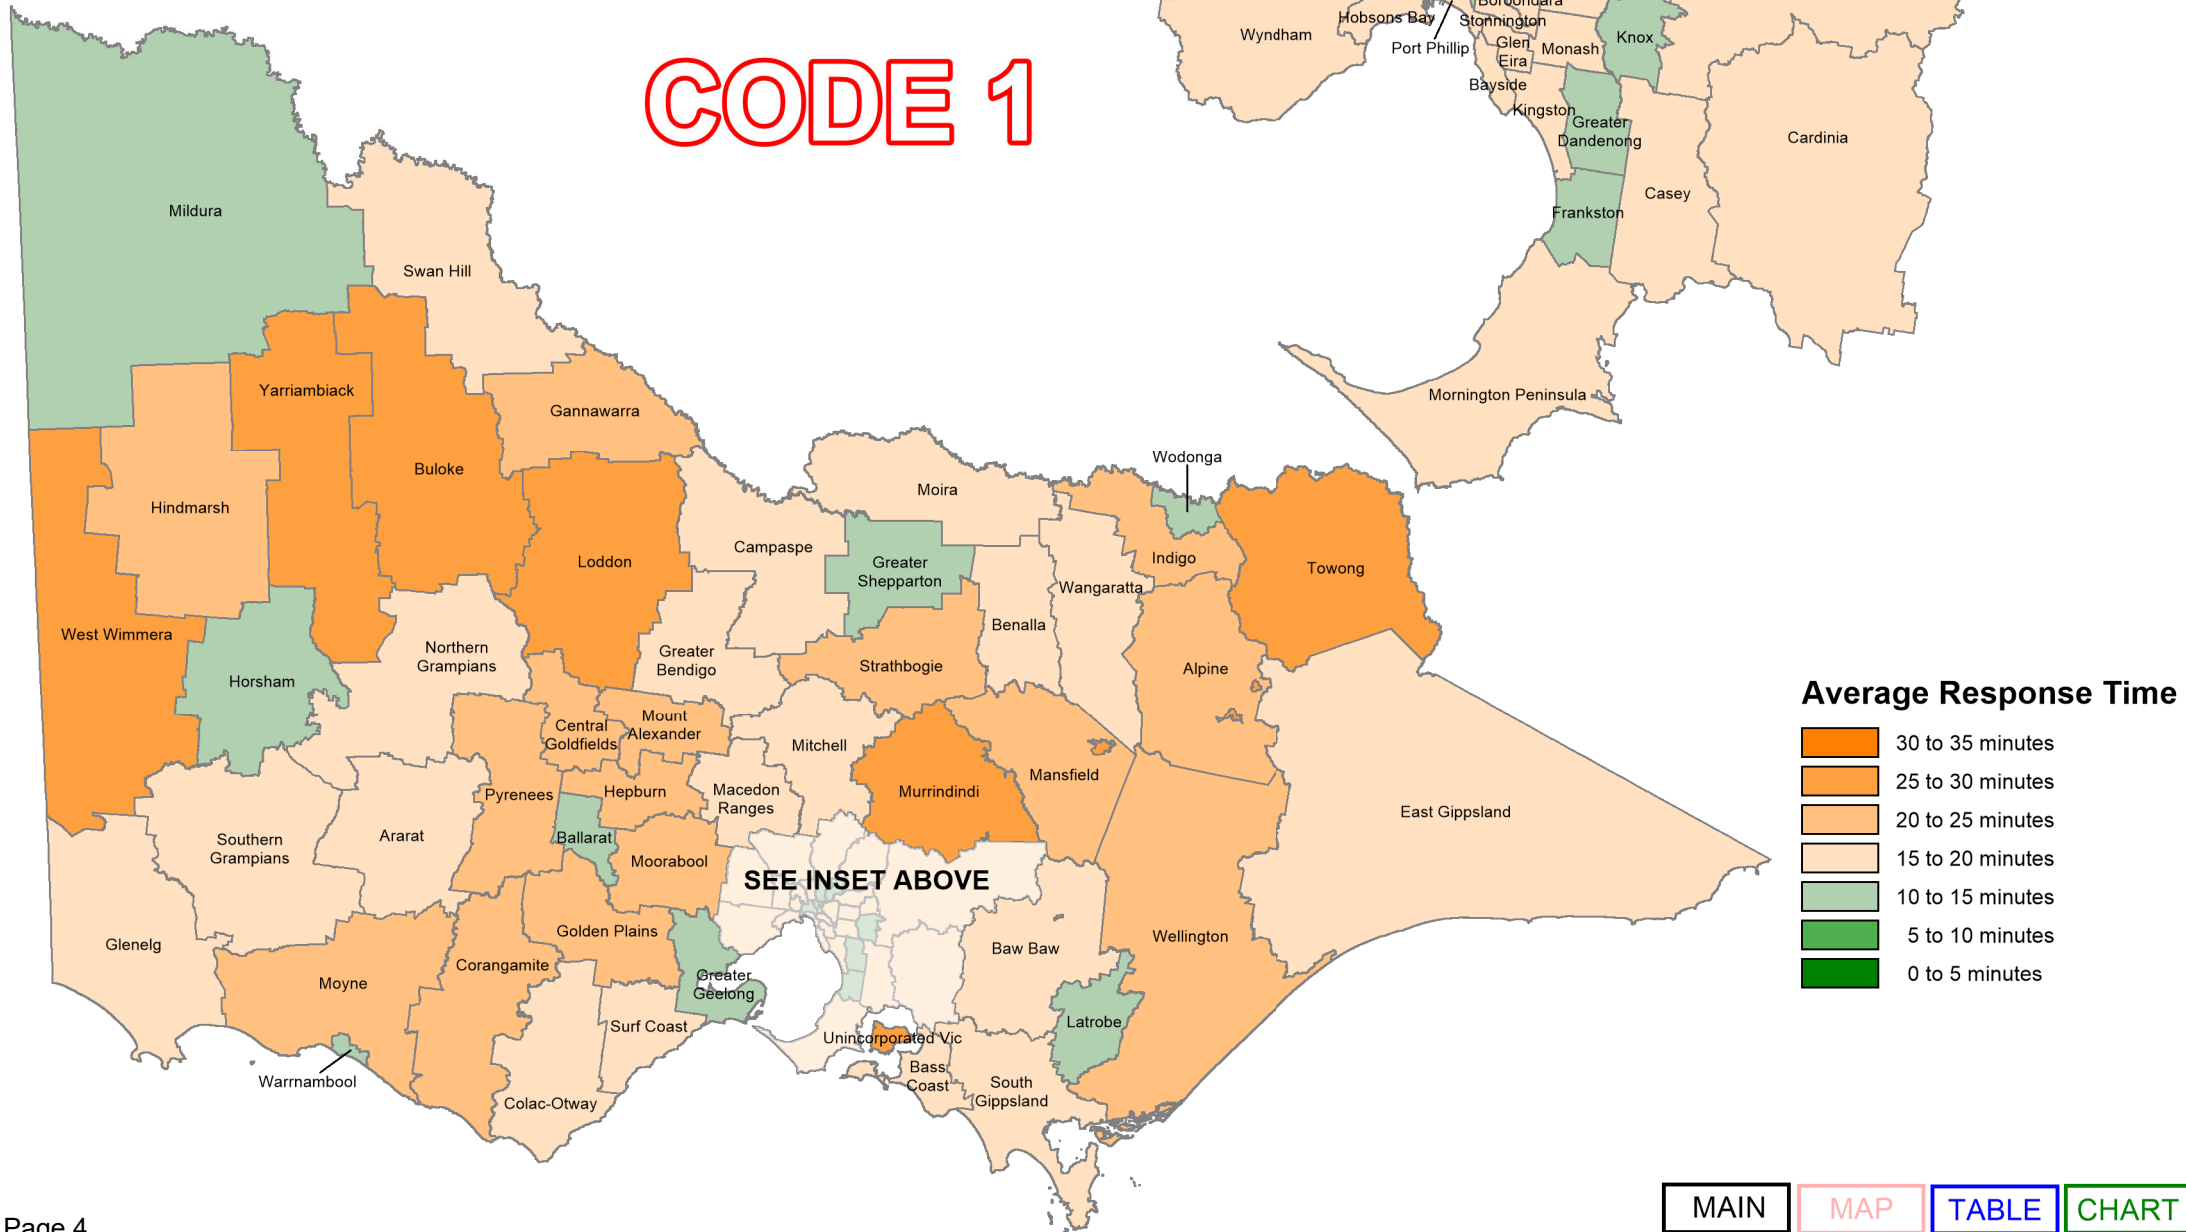 Boroondara
Hobsons Bay
Stonnington
Wyndham
Port Phillip
Glen
Eira
Monash
Knox
Bayside
Kingston
Greater
Dandenong
Cardinia
Casey
Frankston
Mornington Peninsula
CODE 1
Mildura
Swan Hill
Yarriambiack
Gannawarra
Buloke
Hindmarsh
Loddon
Moira
Wodonga
Campaspe
Greater
Shepparton
Indigo
Towong
Wangaratta
Benalla
West Wimmera
Northern
Grampians
Greater
Bendigo
Strathbogie
Alpine
Horsham
Central
Goldfields
Mount
Alexander
Mitchell
Mansfield
Murrindindi
Pyrenees
Hepburn
Macedon
Ranges
East Gippsland
Southern
Grampians
Ararat
Ballarat
Moorabool
SEE INSET ABOVE
Glenelg
Golden Plains
Baw Baw
Wellington
Moyne
Corangamite
Greater
Geelong
Surf Coast
Latrobe
Unincorporated Vic
Warrnambool
Bass
Coast
South
Gippsland
Colac-Otway
Average Response Time
30 to 35 minutes
25 to 30 minutes
20 to 25 minutes
15 to 20 minutes
10 to 15 minutes
5 to 10 minutes
0 to 5 minutes
Page 4
MAIN
MAP
TABLE
CHART